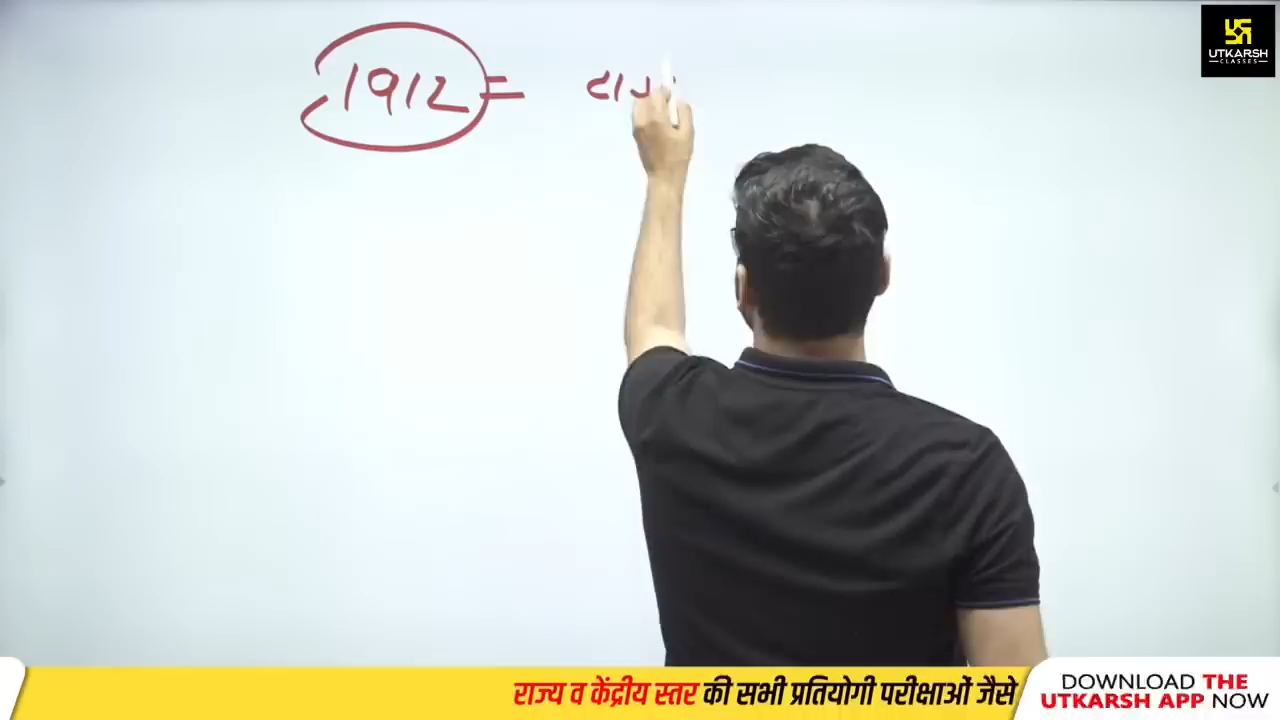 UTKARSH
CLASSES
1912 =
राज्य व केंद्रीय स्तर की सभी प्रतियोगी परीक्षाओं जैसे
DOWNLOAD THE
UTKARSH APP NOW